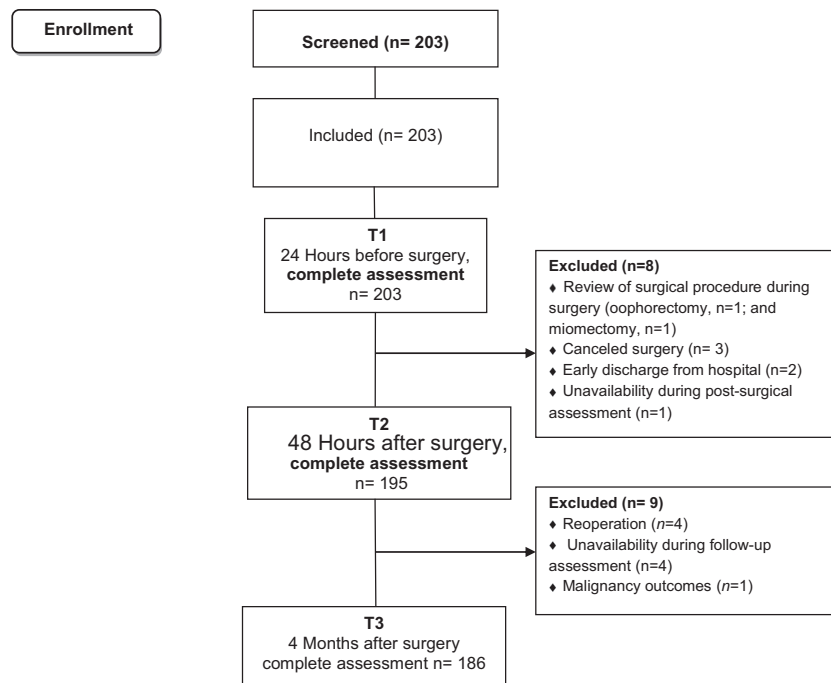 Enrollment
Screened (n= 203)
Included (n= 203)
T1
24 Hours before surgery,
complete assessment
n= 203
Excluded (n=8)
♦ Review of surgical procedure during
surgery (oophorectomy, n=1; and
miomectomy, n=1)
♦ Canceled surgery (n= 3)
♦ Early discharge from hospital (n=2)
♦ Unavailability during post-surgical
assessment (n=1)
T2
48 Hours after surgery,
complete assessment
n= 195
Excluded (n= 9)
♦ Reoperation (n=4)
♦ Unavailability during follow-up
assessment (n=4)
♦ Malignancy outcomes (n=1)
T3
4 Months after surgery
complete assessment n= 186